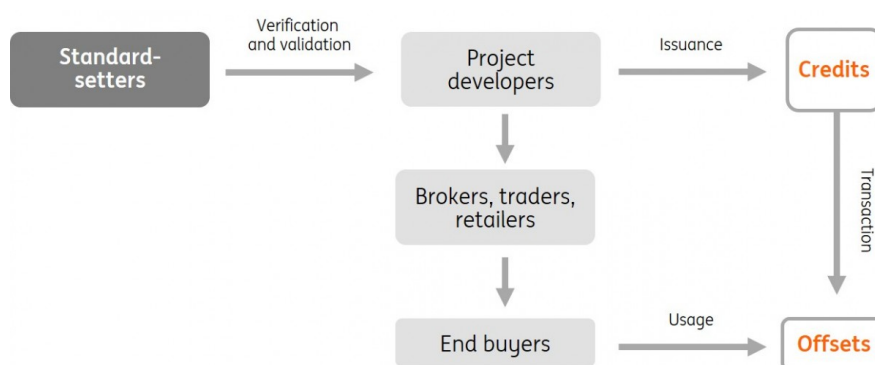 Standard-
setters
Verification
and validation
Project
developers
Issuance
Credits
Brokers, traders,
retailers
Transaction
End buyers
Usage
Offsets